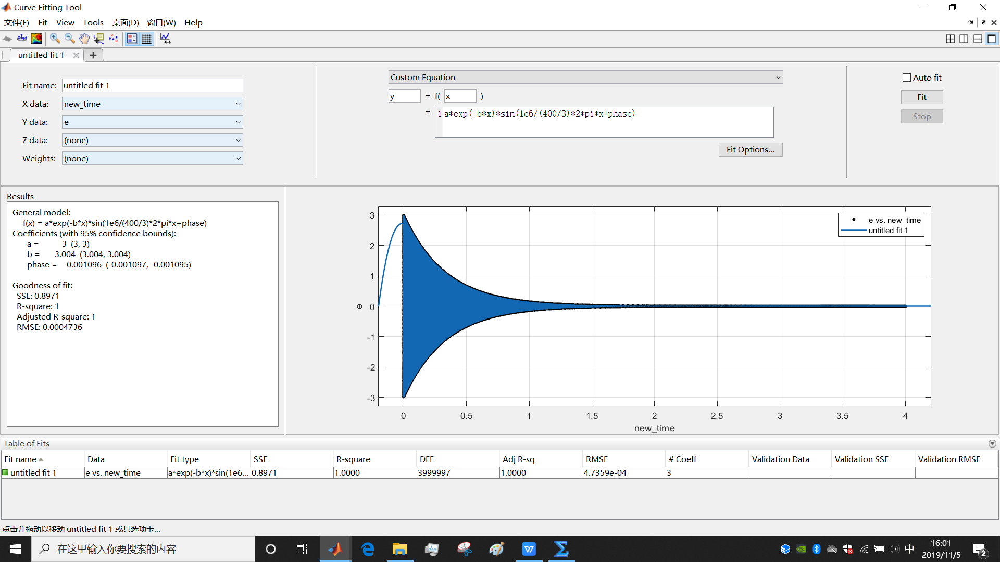 Curve Fitting Tool
文件(F) Fit View Tools 桌面(D) 窗口(W) Help
untitled fit 1
Fit name: untitled fit 1
X data: new_time
Y data: e
Z data: (none)
Weights: (none)
Custom Equation
y = f( x )
= 1 a*exp(-b*x)*sin(1e6/(400/3)*2*pi*x+phase)
Fit Options...
Auto fit
Fit
Stop
Results
General model:
f(x) = a*exp(-b*x)*sin(1e6/(400/3)*2*pi*x+phase)
Coefficients (with 95% confidence bounds):
a = 3 (3, 3)
b = 3.004 (3.004, 3.004)
phase = -0.001096 (-0.001097, -0.001095)
Goodness of fit:
SSE: 0.8971
R-square: 1
Adjusted R-square: 1
RMSE: 0.0004736
e vs. new_time
untitled fit 1
3
2
1
0
-1
-2
-3
e
0 0.5 1 1.5 2 2.5 3 3.5 4
new_time
Table of Fits
Fit name Data Fit type SSE R-square DFE Adj R-sq RMSE # Coeff Validation Data Validation SSE Validation RMSE
untitled fit 1 e vs. new_time a*exp(-b*x)*sin(1e6... 0.8971 1.0000 3999997 1.0000 4.7359e-04 3
点击并拖动以移动 untitled fit 1 或其选项卡...
在这里输入你要搜索的内容
中
16:01
2019/11/5
2